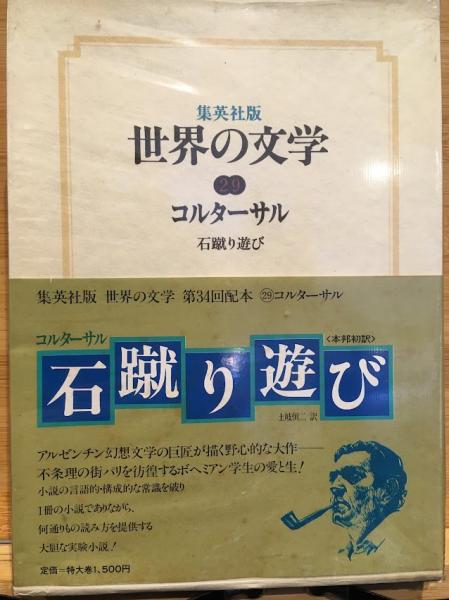 集英社版
世界の文学
29
コルターサル
石蹴り遊び
集英社版 世界の文学 第34回配本 ㉙コルターサル
コルターサル
〈本邦初訳〉
石蹴り遊び
土岐恒二 訳
アルゼンチン幻想文学の巨匠が描く野心的な大作——
不条理の街パリを彷徨するボヘミアン学生の愛と生!
小説の言語的・構成的な常識を破り
1冊の小説でありながら、
何通りもの読み方を提供する
大胆な実験小説!
定価=特大巻1,500円